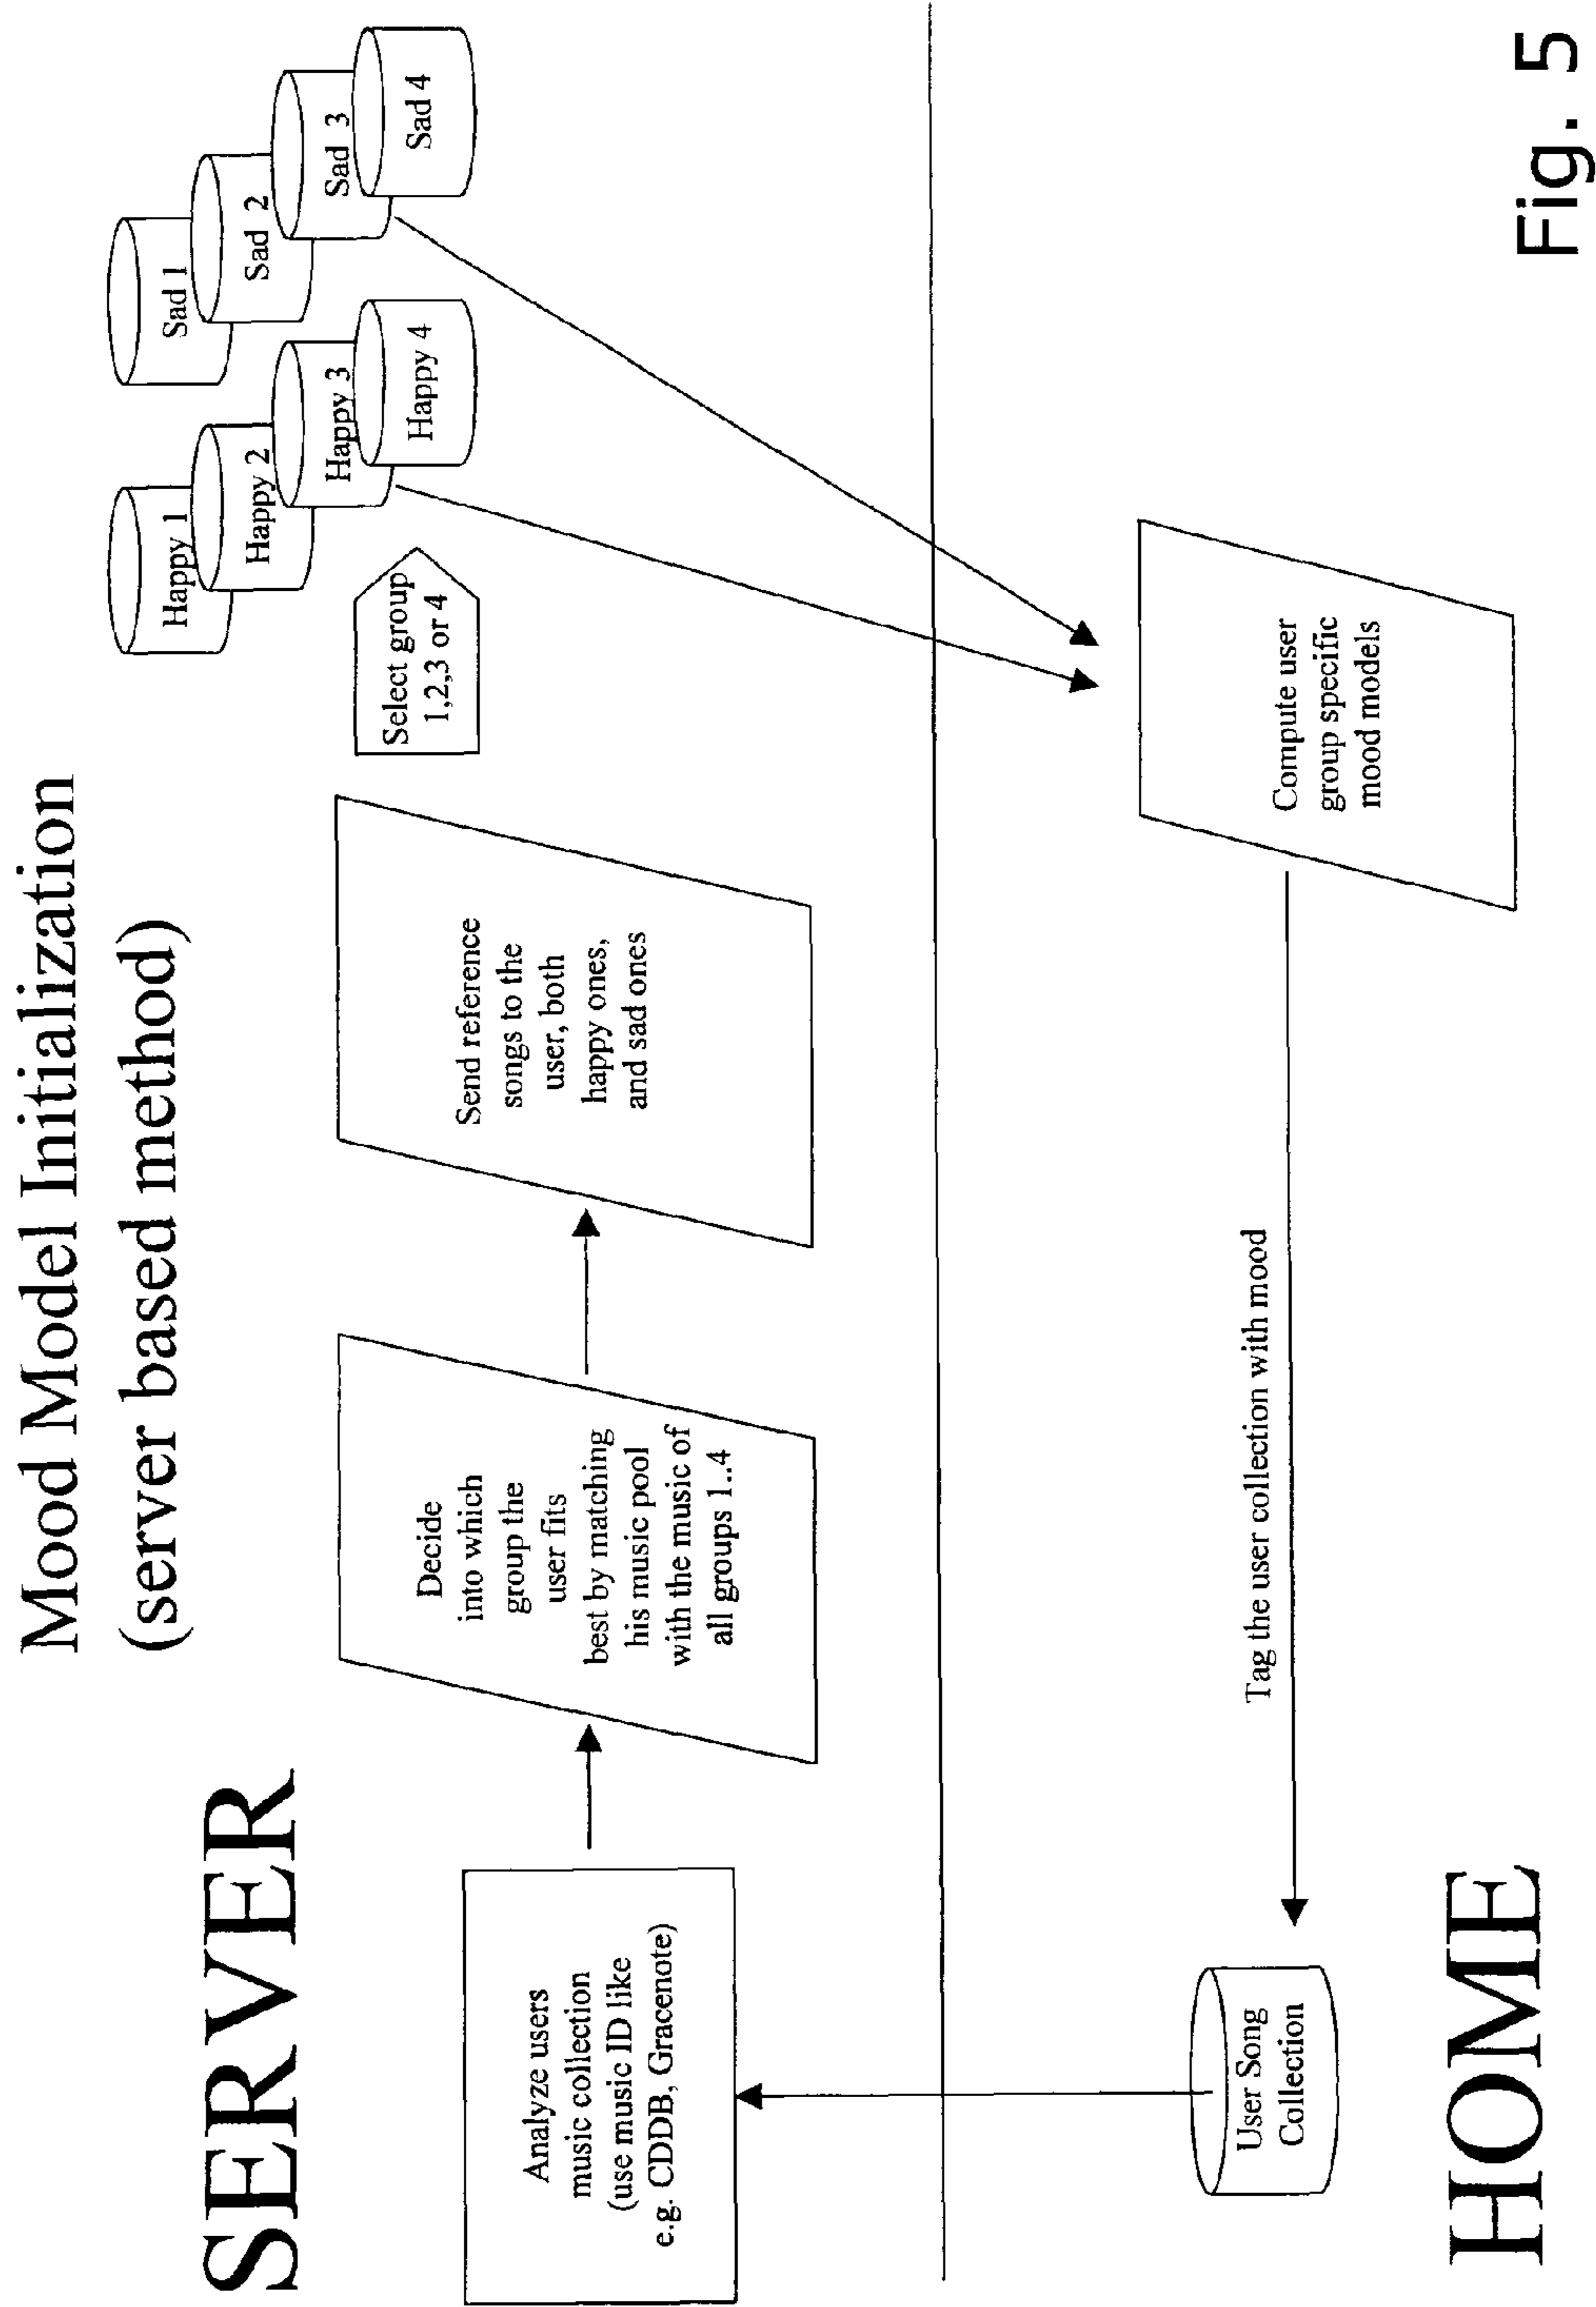 Mood Model Initialization
(server based method)
SERVER
Analyze users
music collection
(use music ID like
e.g. CDDB, Gracenote)
Decide
into which
group the
user fits
best by matching
his music pool
with the music of
all groups 1..4
Send reference
songs to the
user, both
happy ones,
and sad ones
Select group
1,2,3 or 4
Happy 1
Happy 2
Happy 3
Happy 4
Sad 1
Sad 2
Sad 3
Sad 4
User Song
Collection
Tag the user collection with mood
Compute user
group specific
mood models
HOME
Fig. 5